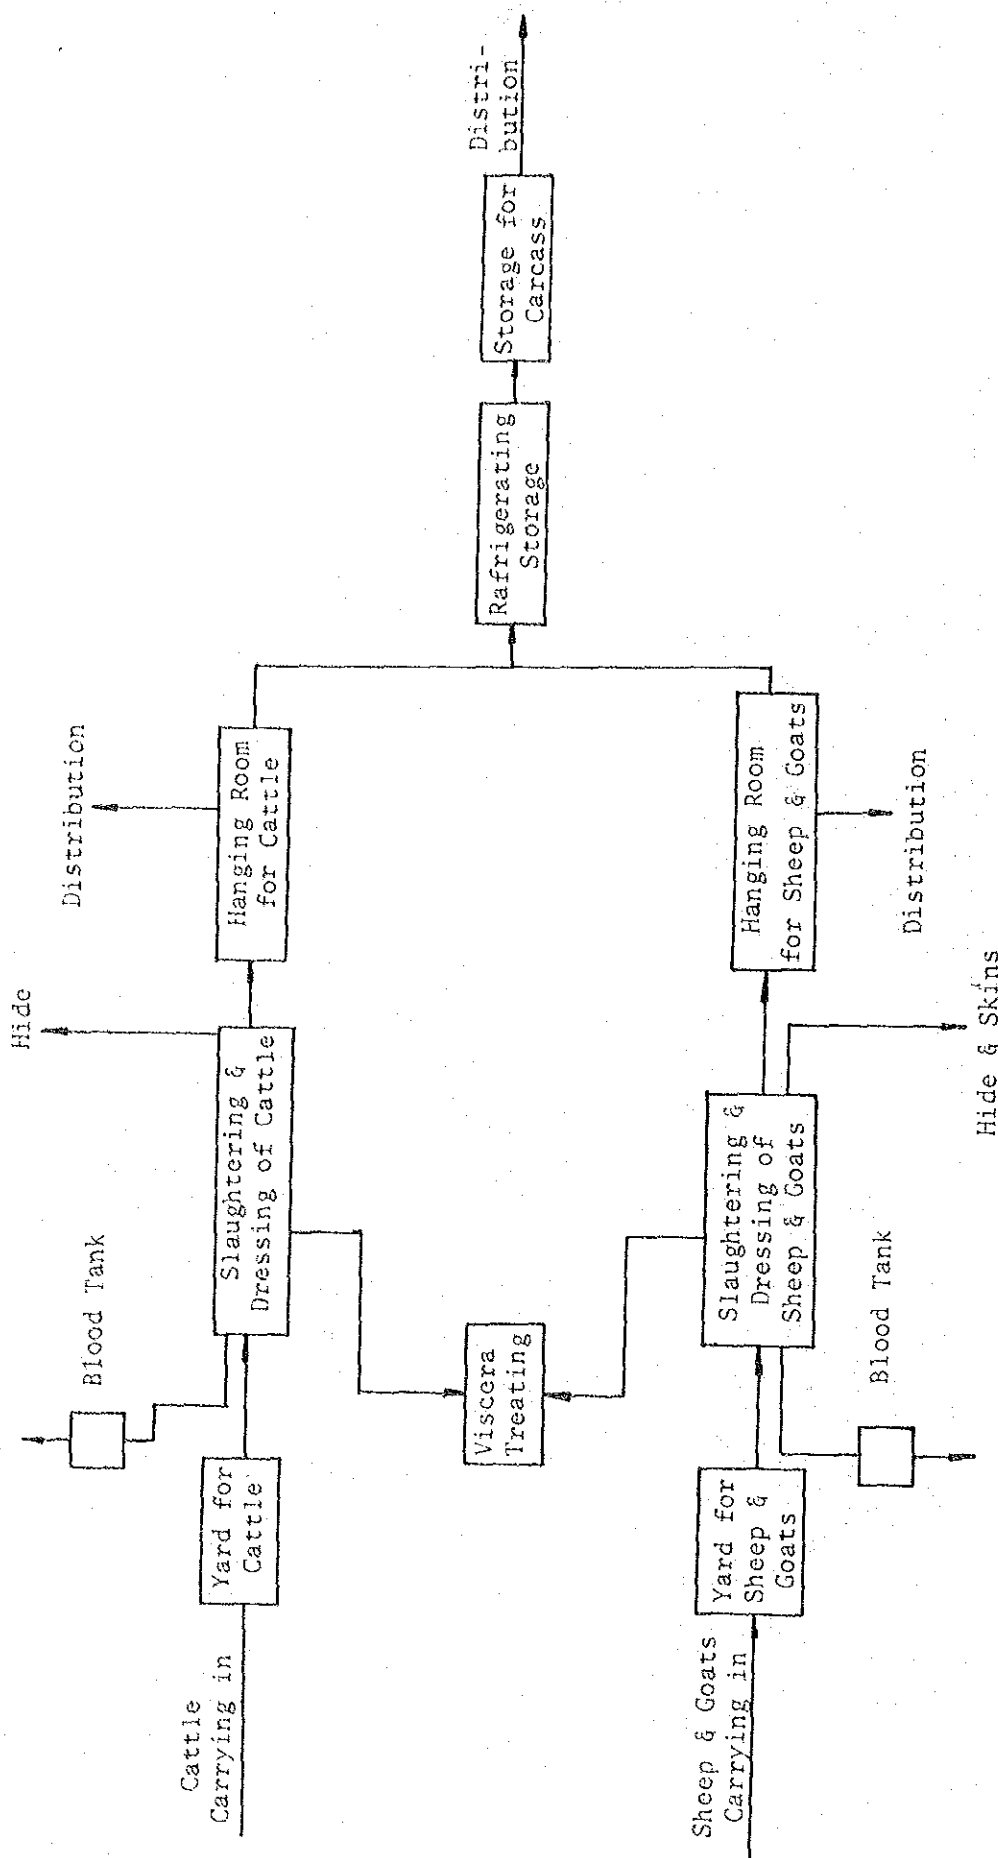 Cattle
Carrying in
Yard for
Cattle
Blood Tank
Slaughtering &
Dressing of Cattle
Hide
Hanging Room
for Cattle
Distribution
Viscera
Treating
Rafrigerating
Storage
Storage for
Carcass
Distri-
bution
Sheep & Goats
Carrying in
Yard for
Sheep &
Goats
Blood Tank
Slaughtering &
Dressing of
Sheep & Goats
Hide & Skins
Hanging Room
for Sheep & Goats
Distribution